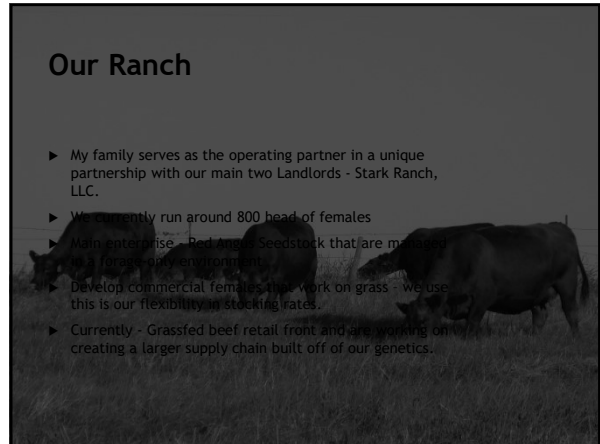 Our Ranch
▶ My family serves as the operating partner in a unique
partnership with our main two Landlords - Stark Ranch,
LLC.
▶ We currently run around 800 head of females
▶ Main enterprise - Red Angus Seedstock that are managed
in a forage-only environment.
▶ Develop commercial females that work on grass - we use
this is our flexibility in stocking rates.
▶ Currently - Grassfed beef retail front and are working on
creating a larger supply chain built off of our genetics.